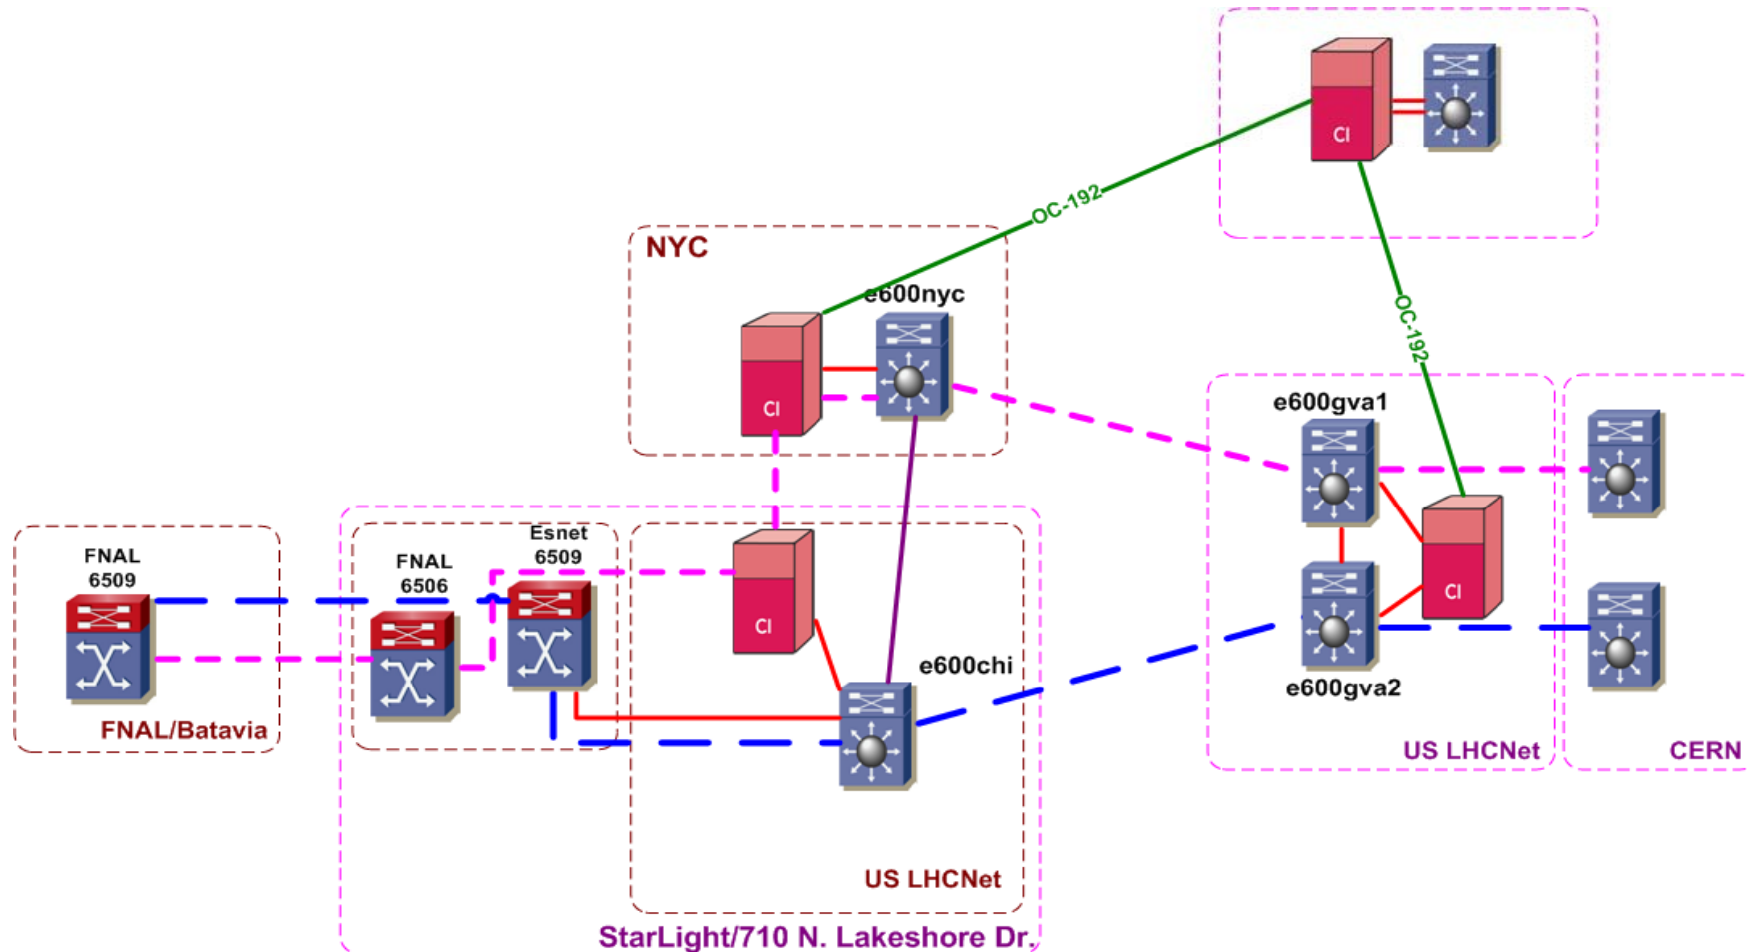 CI
OC-192
NYC
e600nyc
CI
OC-192
e600gva1
Esnet
6509
FNAL
6509
FNAL
6506
CI
CI
e600chi
e600gva2
FNAL/Batavia
US LHCNet
CERN
US LHCNet
StarLight/710 N. Lakeshore Dr.